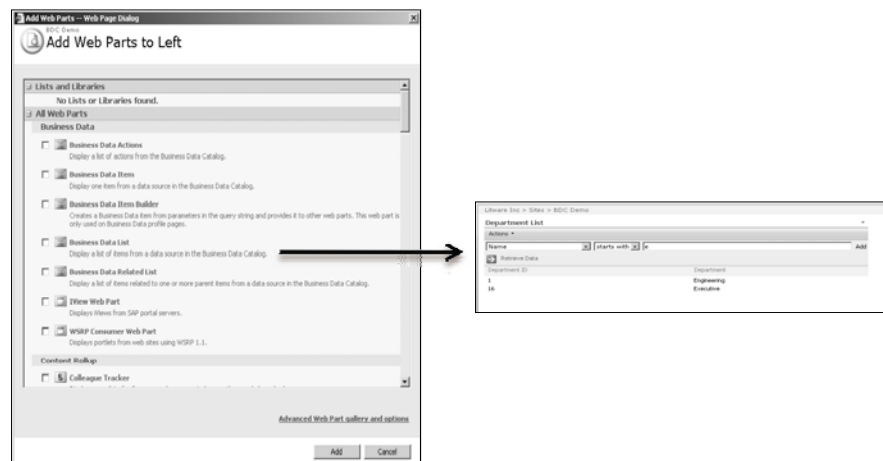 Add Web Parts -- Web Page Dialog
BDC Demo
Add Web Parts to Left
Lists and Libraries
No Lists or Libraries found.
All Web Parts
Business Data
Business Data Actions
Display a list of actions from the Business Data Catalog.
Business Data Item
Display one item from a data source in the Business Data Catalog.
Business Data Item Builder
Creates a Business Data item from parameters in the query string and provides it to other web parts. This web part is
only used on Business Data profile pages.
Business Data List
Display a list of items from a data source in the Business Data Catalog.
Business Data Related List
Display a list of items related to one or more parent items from a data source in the Business Data Catalog.
IView Web Part
Displays iViews from SAP portal servers.
WSRP Consumer Web Part
Displays portlets from web sites using WSRP 1.1.
Content Rollup
Colleague Tracker
Advanced Web Part gallery and options
Add Cancel
Litware Inc > Sites > BDC Demo
Department List
Actions
Name starts with e Add
Retrieve Data
Department ID Department
1 Engineering
16 Executive